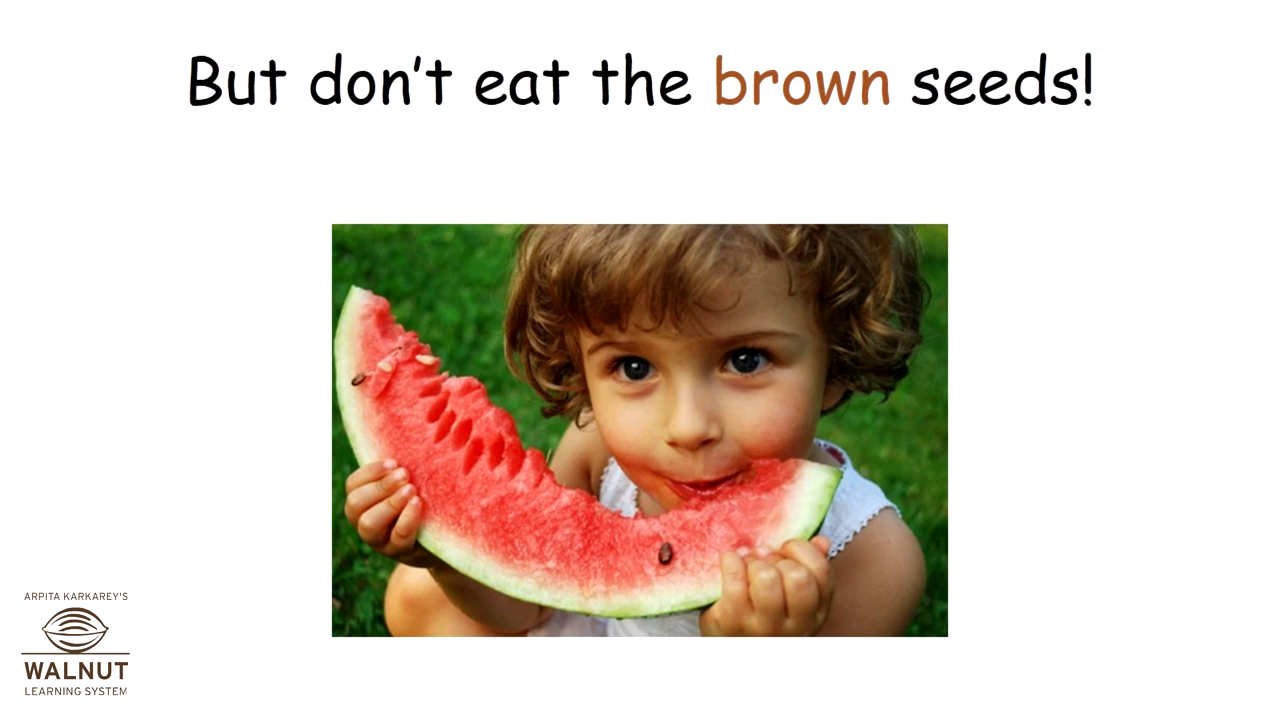 But don't eat the brown seeds!
ARPITA KARKAREY'S
WALNUT
LEARNING SYSTEM